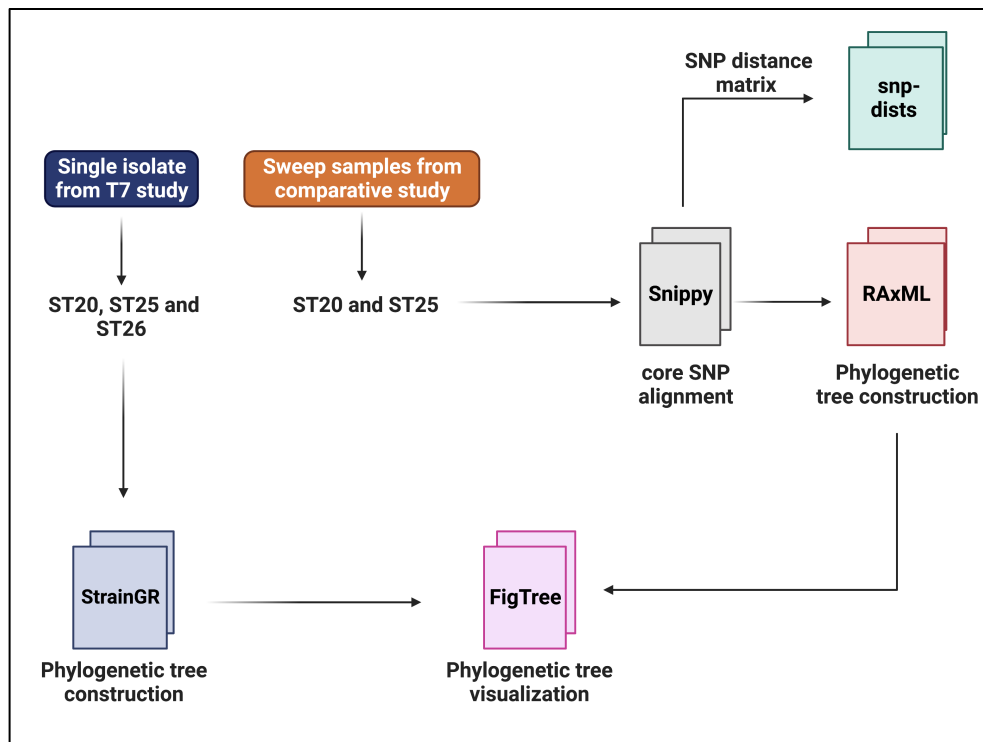 SNP distance
matrix
snp-
dists
Single isolate
from T7 study
Sweep samples from
comparative study
ST20, ST25 and
ST26
ST20 and ST25
Snippy
RAxML
core SNP
alignment
Phylogenetic
tree construction
StrainGR
FigTree
Phylogenetic tree
construction
Phylogenetic tree
visualization